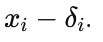 $x_i - \delta_i.$